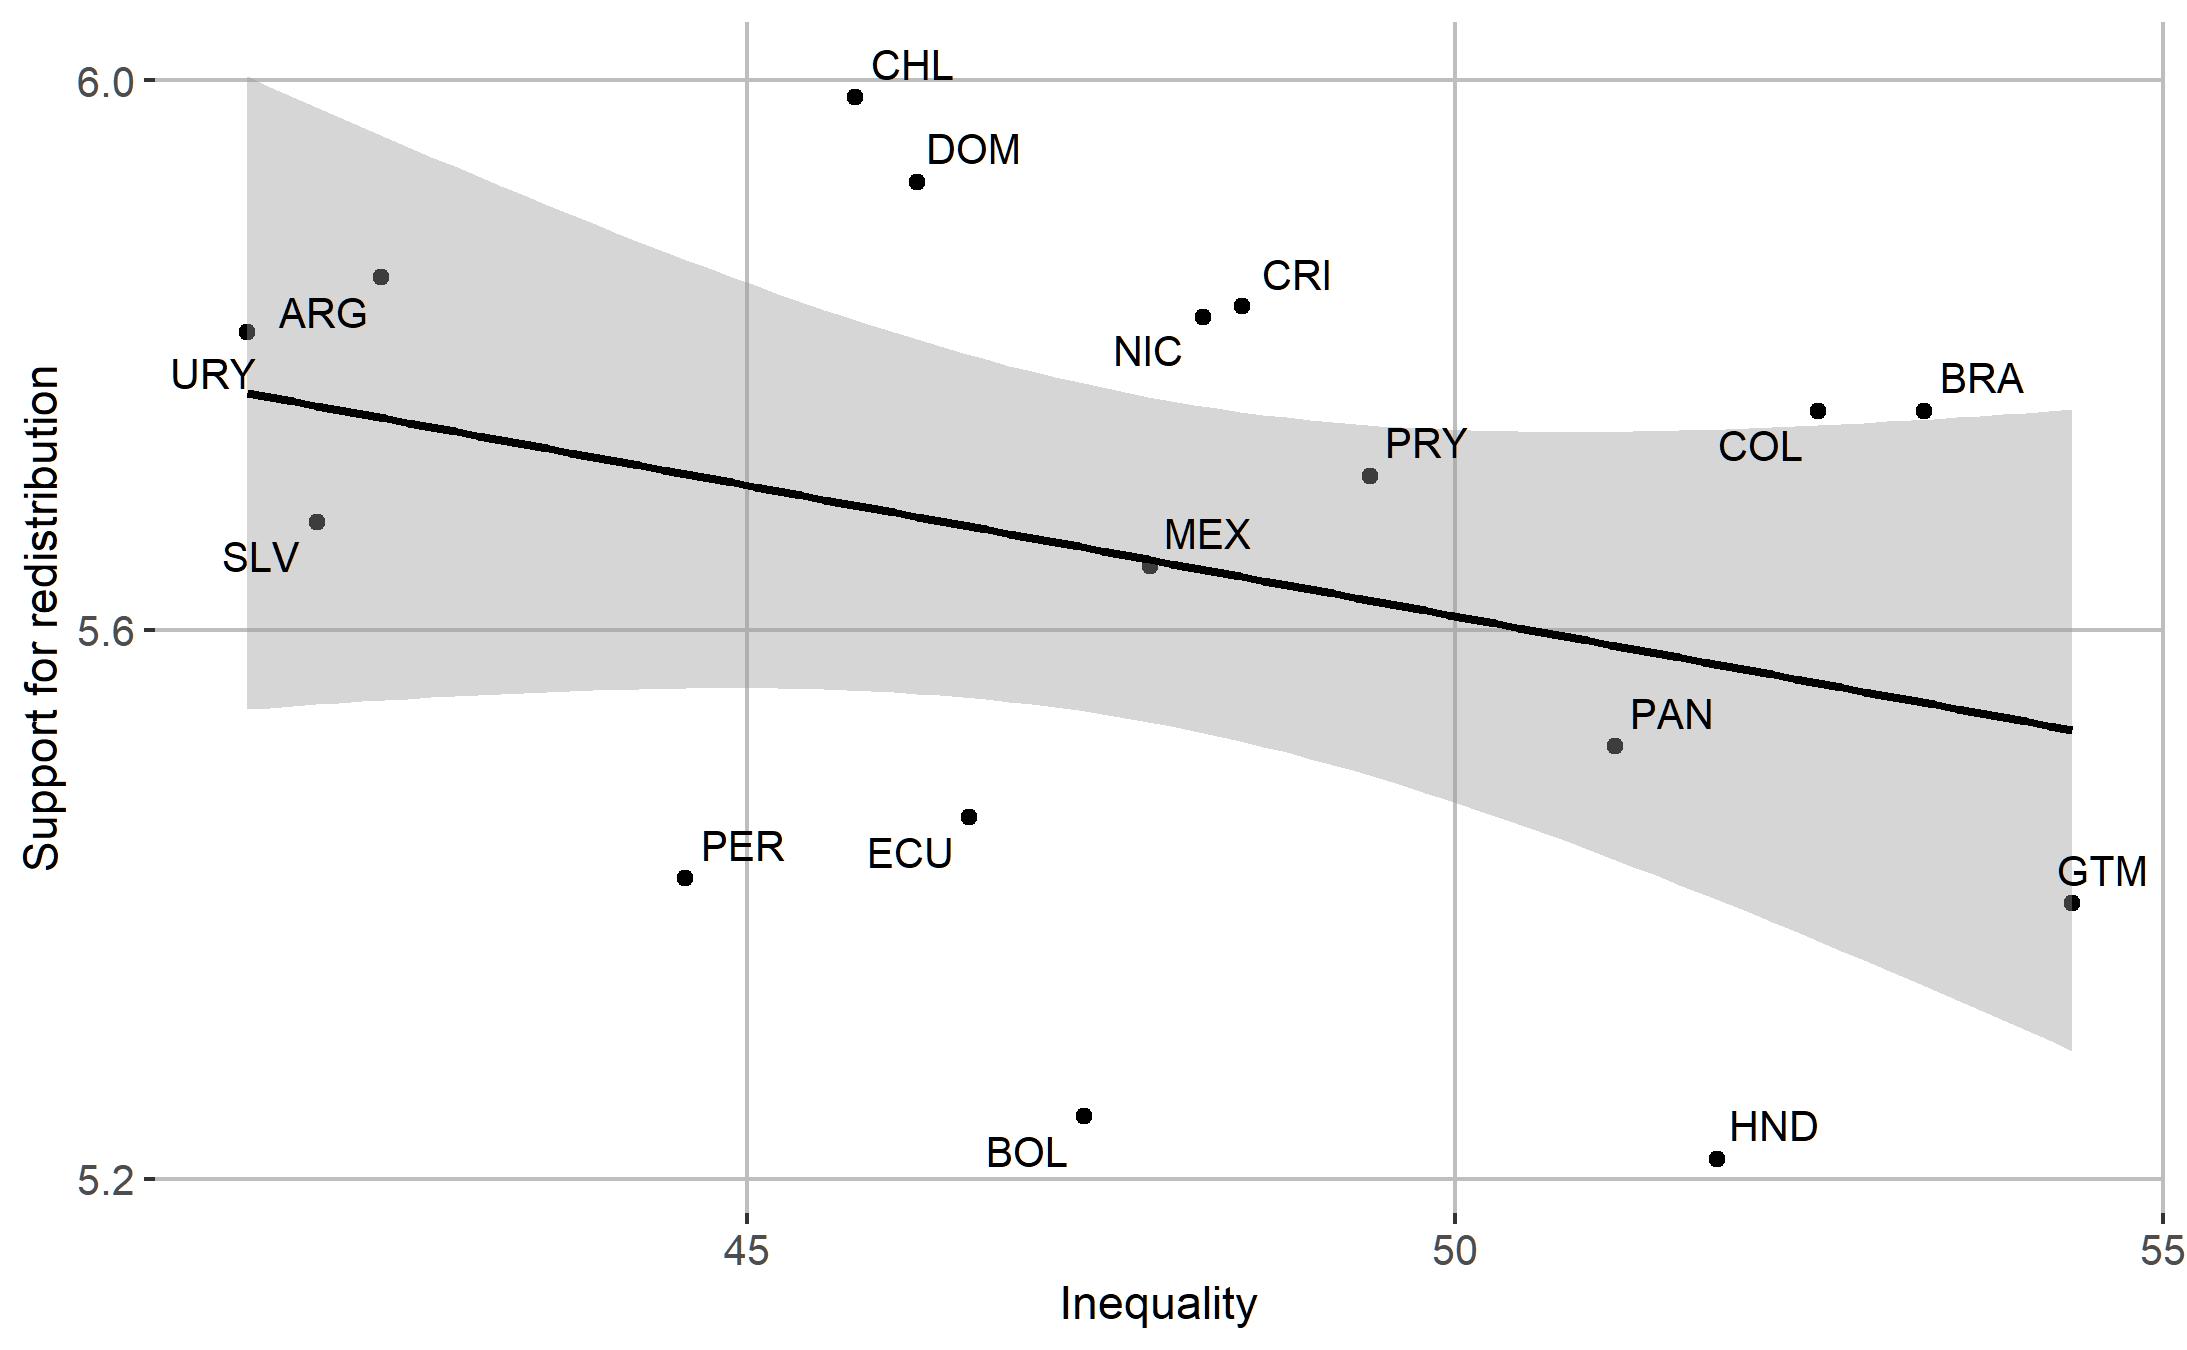 CHL
6.0
DOM
CRI
ARG
NIC
URY
BRA
PRY
COL
MEX
SLV
5.6
PAN
PER
ECU
GTM
HND
BOL
5.2
45
50
55
Inequality
Support for redistribution